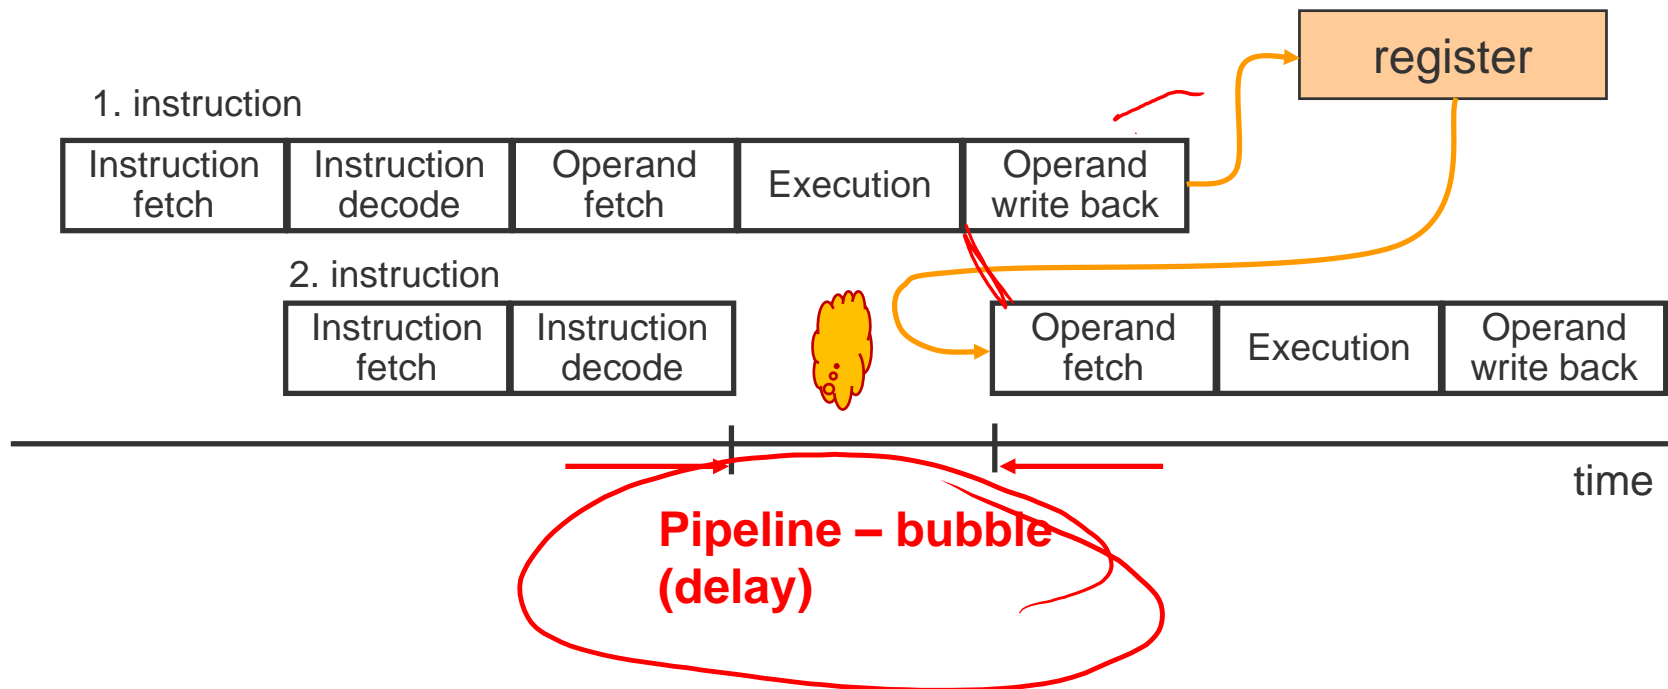 register
1. instruction
Instruction
fetch
Instruction
decode
Operand
fetch
Execution
Operand
write back
2. instruction
Instruction
fetch
Instruction
decode
Operand
fetch
Execution
Operand
write back
time
Pipeline – bubble
(delay)